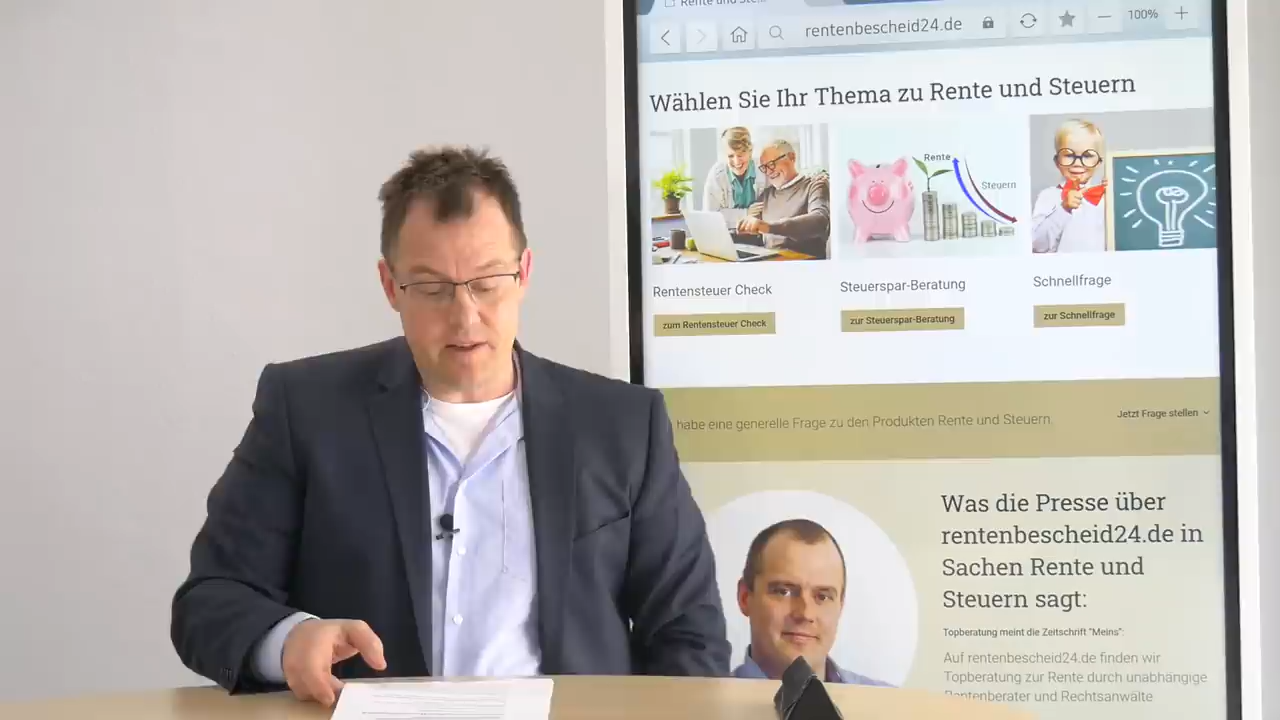 Rente und Ste...
rentenbescheid24.de
100%
Wählen Sie Ihr Thema zu Rente und Steuern
Rente
Steuern
Rentensteuer Check
Steuerspar-Beratung
Schnellfrage
zum Rentensteuer Check
zur Steuerspar-Beratung
zur Schnellfrage
habe eine generelle Frage zu den Produkten Rente und Steuern.
Jetzt Frage stellen
Was die Presse über
rentenbescheid24.de in
Sachen Rente und
Steuern sagt:
Topberatung meint die Zeitschrift "Meins":
Auf rentenbescheid24.de finden wir
Topberatung zur Rente durch unabhängige
Rentenberater und Rechtsanwälte